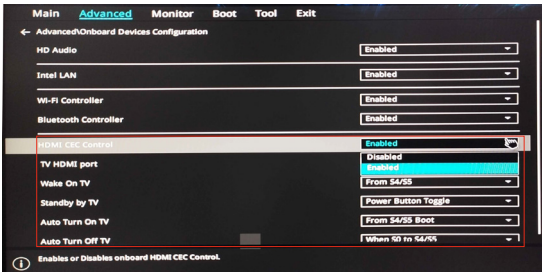 Main Advanced Monitor Boot Tool Exit
← Advanced\Onboard Devices Configuration
HD Audio Enabled
Intel LAN Enabled
Wi-Fi Controller Enabled
Bluetooth Controller Enabled
HDMI CEC Control Enabled
Disabled
TV HDMI port Enabled
Wake On TV From S4/S5
Standby by TV Power Button Toggle
Auto Turn On TV From S4/S5 Boot
Auto Turn Off TV When S0 to S4/S5
Enables or Disables onboard HDMI CEC Control.